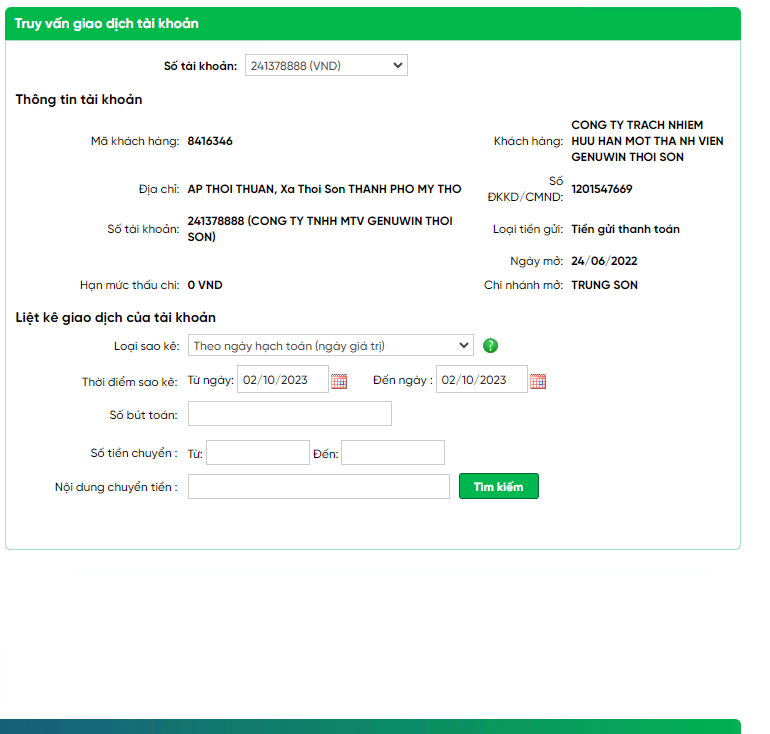 Truy vấn giao dịch tài khoản
Số tài khoản: 241378888 (VND)
Thông tin tài khoản
Mã khách hàng: 8416346
Khách hàng: CONG TY TRACH NHIEM
HUU HAN MOT THA NH VIEN
GENUWIN THOI SON
Địa chỉ: AP THOI THUAN, Xa Thoi Son THANH PHO MY THO
Số
ĐKKD/CMND: 1201547669
Số tài khoản: 241378888 (CONG TY TNHH MTV GENUWIN THOI
SON)
Loại tiền gửi: Tiền gửi thanh toán
Ngày mở: 24/06/2022
Hạn mức thấu chi: 0 VND
Chi nhánh mở: TRUNG SON
Liệt kê giao dịch của tài khoản
Loại sao kê: Theo ngày hạch toán (ngày giá trị) ?
Thời điểm sao kê: Từ ngày: 02/10/2023 Đến ngày : 02/10/2023
Số bút toán:
Số tiền chuyển : Từ: Đến:
Nội dung chuyển tiền : Tìm kiếm